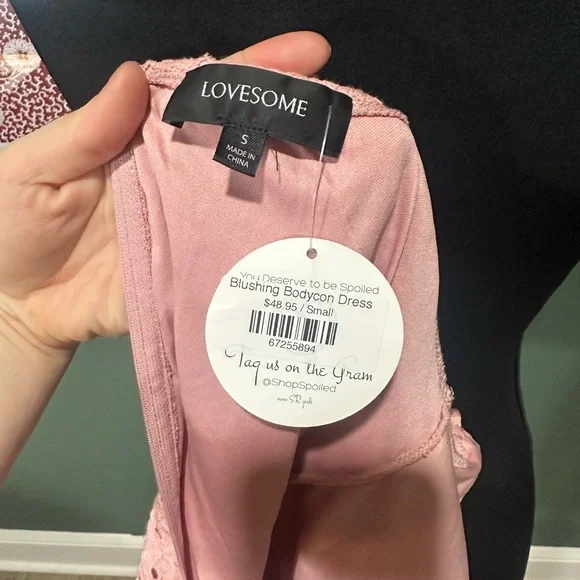 LOVESOME
S
MADE IN
CHINA
You Deserve to be Spoiled
Blushing Bodycon Dress
$48.95 / Small
67255894
Tag us on the Gram
@ShopSpoiled